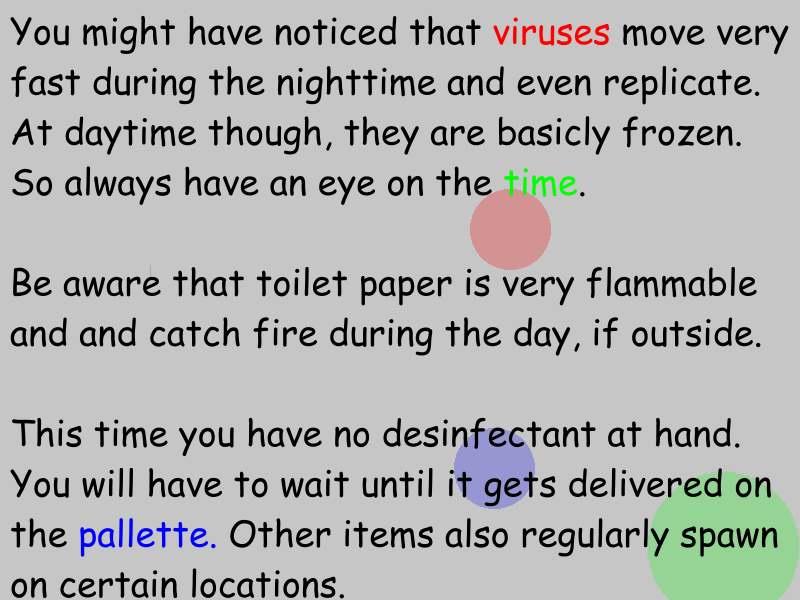 You might have noticed that viruses move very
fast during the nighttime and even replicate.
At daytime though, they are basicly frozen.
So always have an eye on the time.
Be aware that toilet paper is very flammable
and and catch fire during the day, if outside.
This time you have no desinfectant at hand.
You will have to wait until it gets delivered on
the pallette. Other items also regularly spawn
on certain locations.